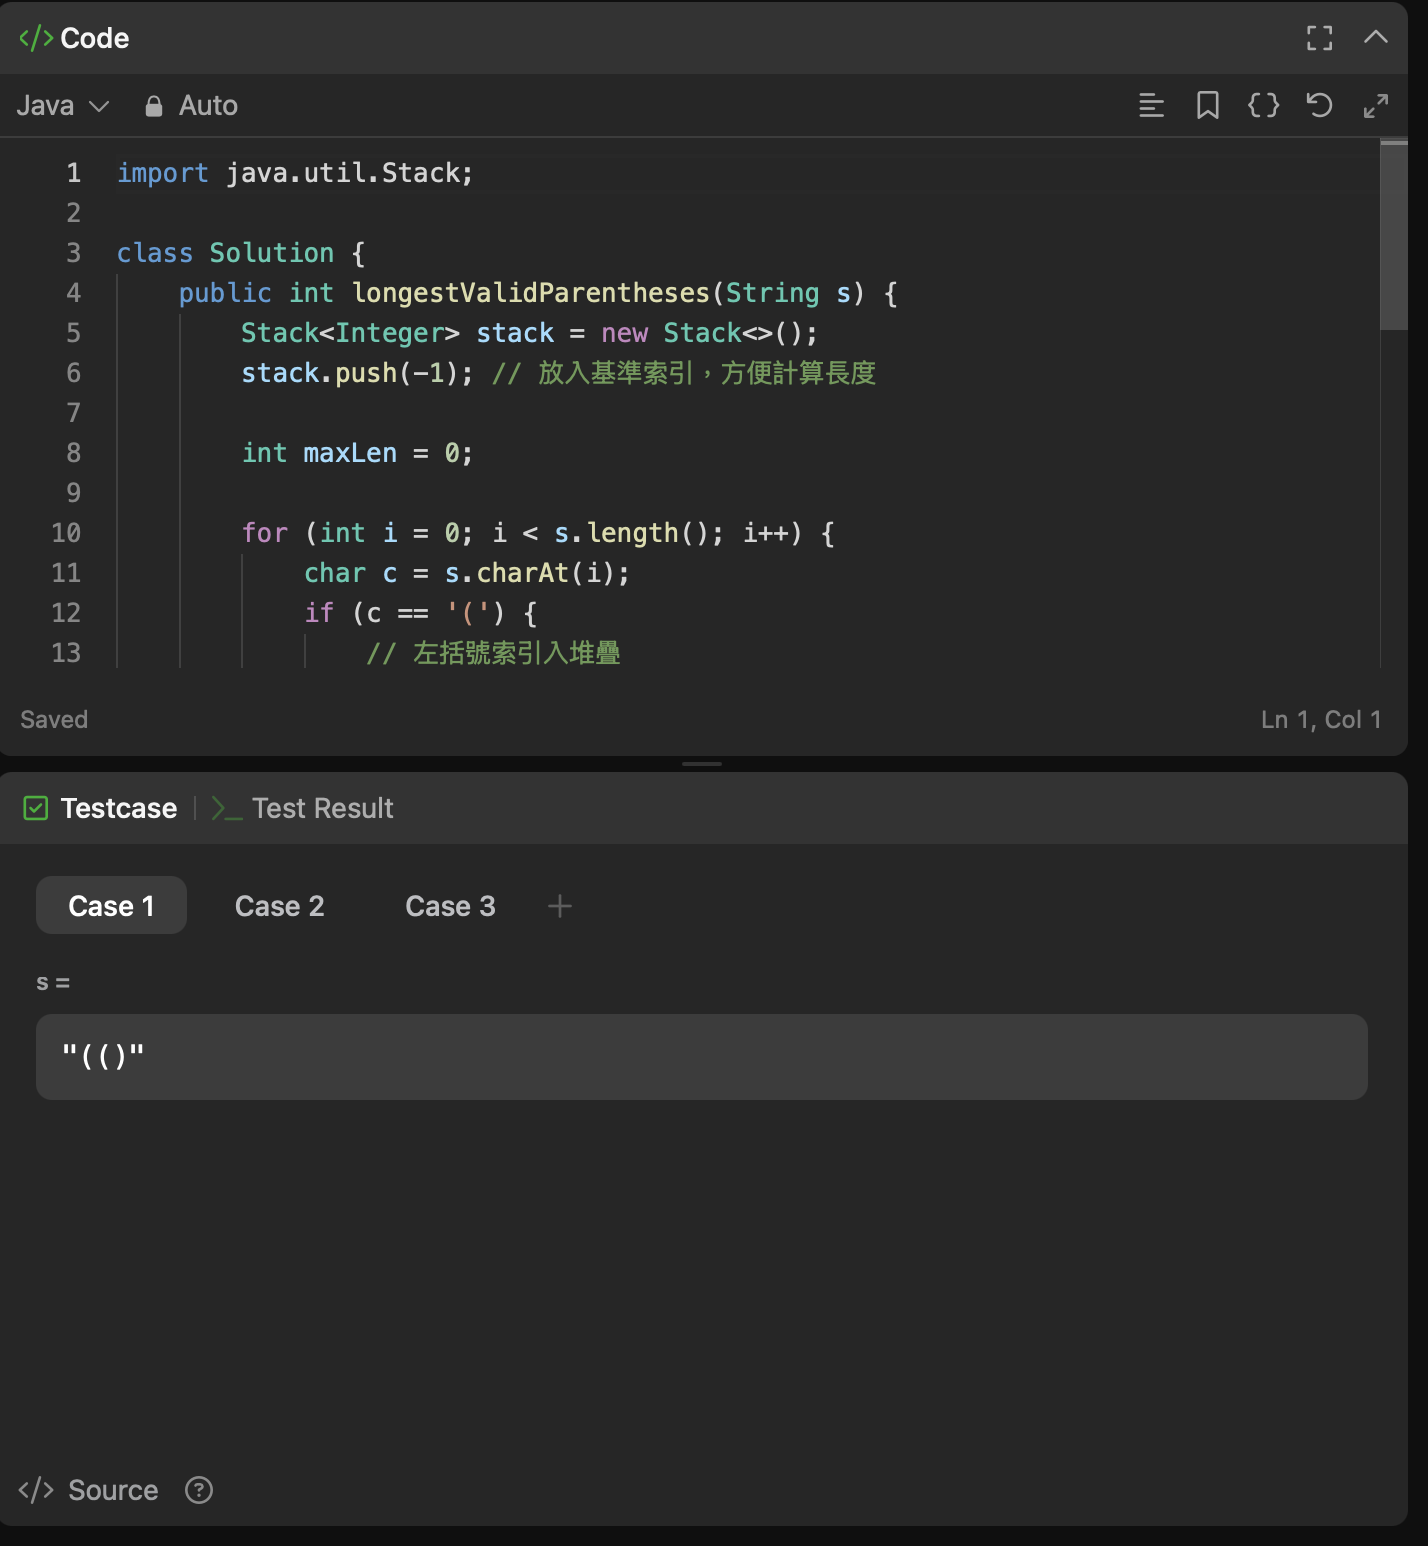 </> Code
Java Auto
1 import java.util.Stack;
2
3 class Solution {
4     public int longestValidParentheses(String s) {
5         Stack<Integer> stack = new Stack<>();
6         stack.push(-1); // 放入基準索引，方便計算長度
7
8         int maxLen = 0;
9
10         for (int i = 0; i < s.length(); i++) {
11             char c = s.charAt(i);
12             if (c == '(') {
13                 // 左括號索引入堆疊
Saved Ln 1, Col 1
Testcase | >_ Test Result
Case 1 Case 2 Case 3 +
s =
"(()"
</> Source ?